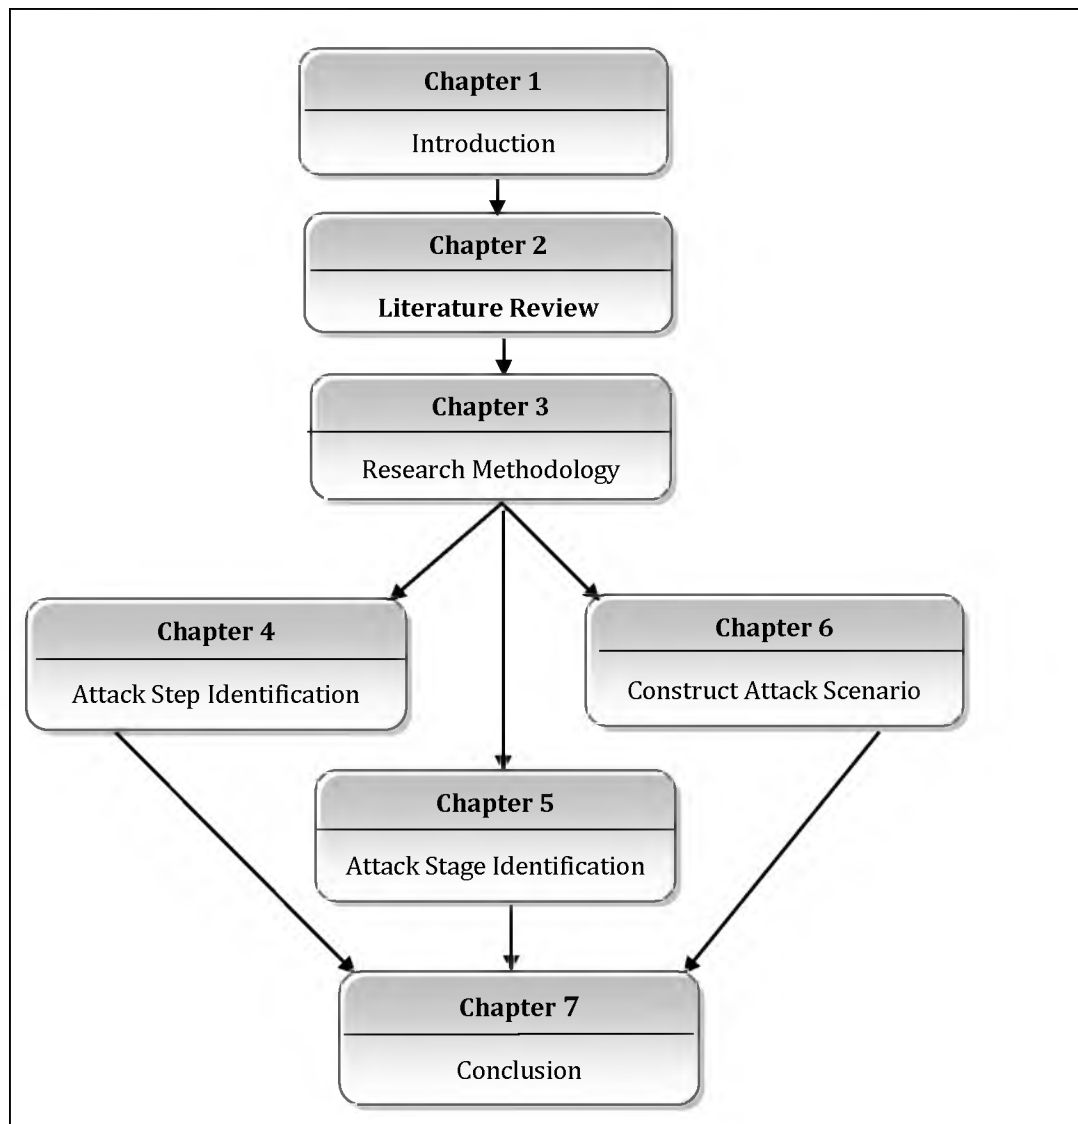 Chapter 1
Introduction
Chapter 2
Literature Review
Chapter 3
Research Methodology
Chapter 4
Attack Step Identification
Chapter 6
Construct Attack Scenario
Chapter 5
Attack Stage Identification
Chapter 7
Conclusion